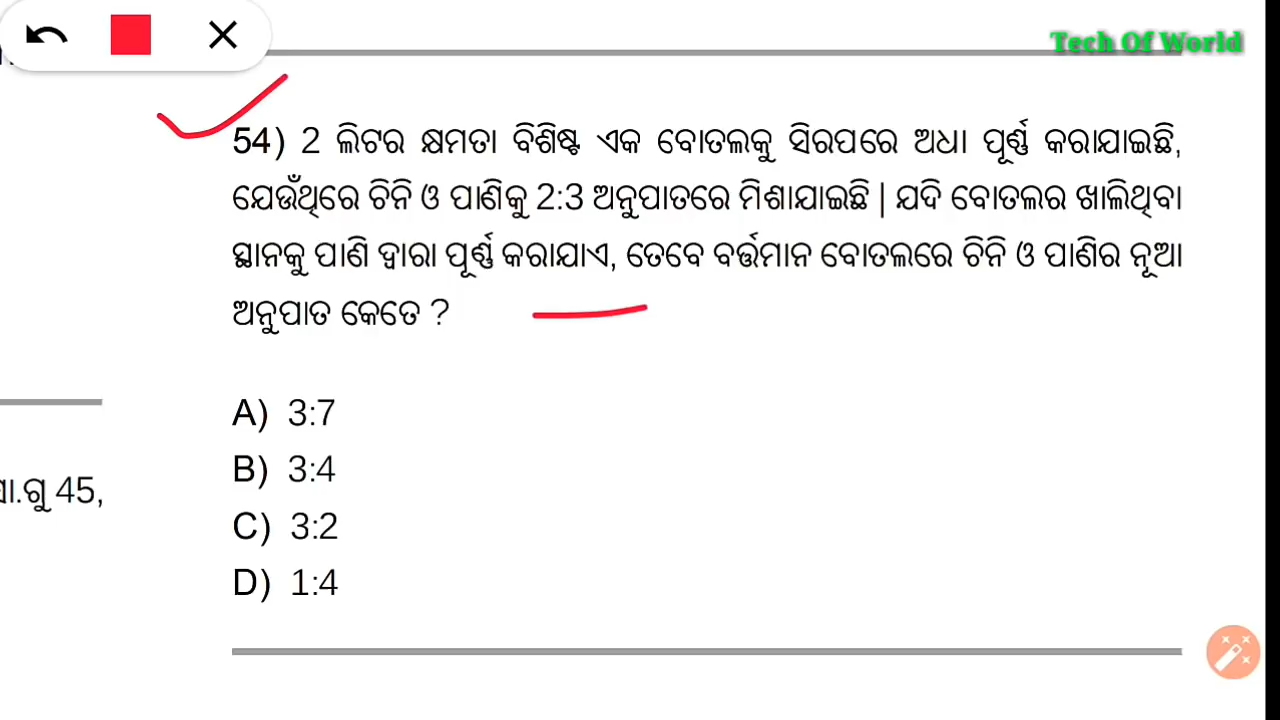 Tech Of World
54) 2 ଲିଟର କ୍ଷମତା ବିଶିଷ୍ଟ ଏକ ବୋତଲକୁ ସିରପରେ ଅଧା ପୂର୍ଣ୍ଣ କରାଯାଇଛି,
ଯେଉଁଥିରେ ଚିନି ଓ ପାଣିକୁ 2:3 ଅନୁପାତରେ ମିଶାଯାଇଛି | ଯଦି ବୋତଲର ଖାଲିଥିବା
ସ୍ଥାନକୁ ପାଣି ଦ୍ୱାରା ପୂର୍ଣ୍ଣ କରାଯାଏ, ତେବେ ବର୍ତ୍ତମାନ ବୋତଲରେ ଚିନି ଓ ପାଣିର ନୂଆ
ଅନୁପାତ କେତେ ?
A) 3:7
B) 3:4
C) 3:2
D) 1:4
ସା.ଗୁ 45,